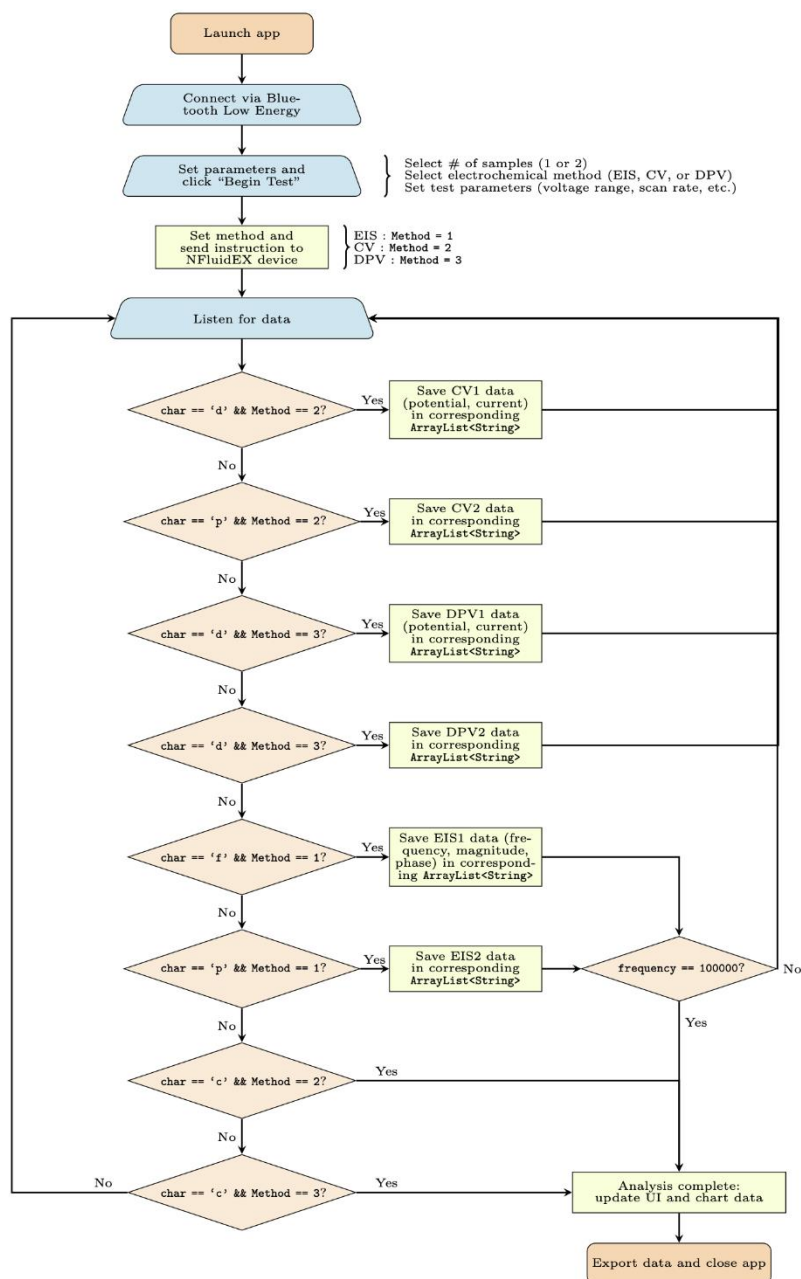 Launch app
Connect via Blue-
tooth Low Energy
Set parameters and
click “Begin Test”
Select # of samples (1 or 2)
Select electrochemical method (EIS, CV, or DPV)
Set test parameters (voltage range, scan rate, etc.)
Set method and
send instruction to
NFluidEX device
EIS : Method = 1
CV : Method = 2
DPV : Method = 3
Listen for data
char == ‘d’ && Method == 2?
Yes
Save CV1 data
(potential, current)
in corresponding
ArrayList<String>
No
char == ‘p’ && Method == 2?
Yes
Save CV2 data
in corresponding
ArrayList<String>
No
char == ‘d’ && Method == 3?
Yes
Save DPV1 data
(potential, current)
in corresponding
ArrayList<String>
No
char == ‘d’ && Method == 3?
Yes
Save DPV2 data
in corresponding
ArrayList<String>
No
char == ‘f’ && Method == 1?
Yes
Save EIS1 data (fre-
quency, magnitude,
phase) in correspond-
ing ArrayList<String>
No
char == ‘p’ && Method == 1?
Yes
Save EIS2 data
in corresponding
ArrayList<String>
frequency == 100000?
No
Yes
No
char == ‘c’ && Method == 2?
Yes
No
No
char == ‘c’ && Method == 3?
Yes
Analysis complete:
update UI and chart data
Export data and close app